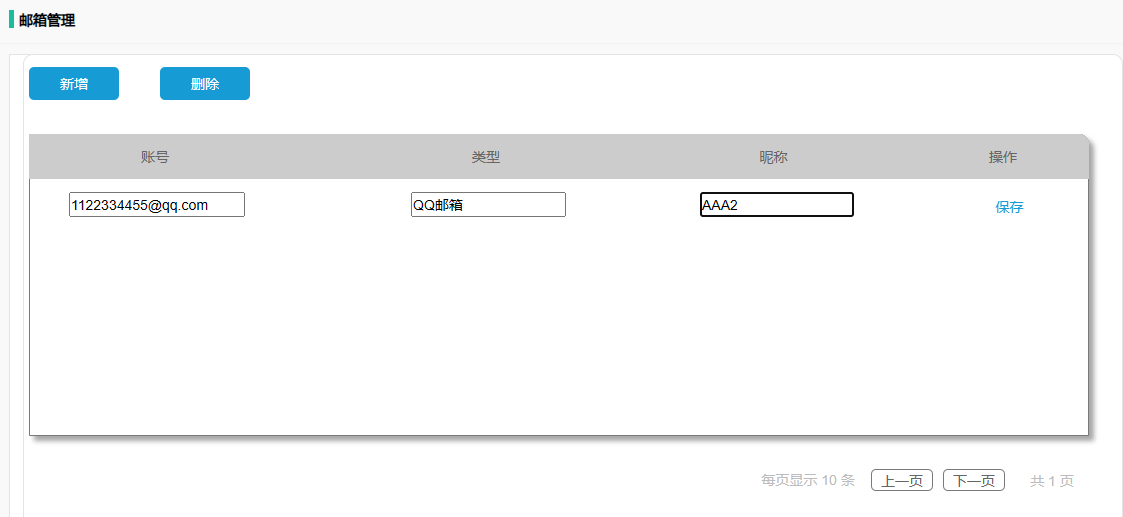 邮箱管理
新增 删除
账号 类型 昵称 操作
1122334455@qq.com QQ邮箱 AAA2 保存
每页显示 10 条 上一页 下一页 共 1 页